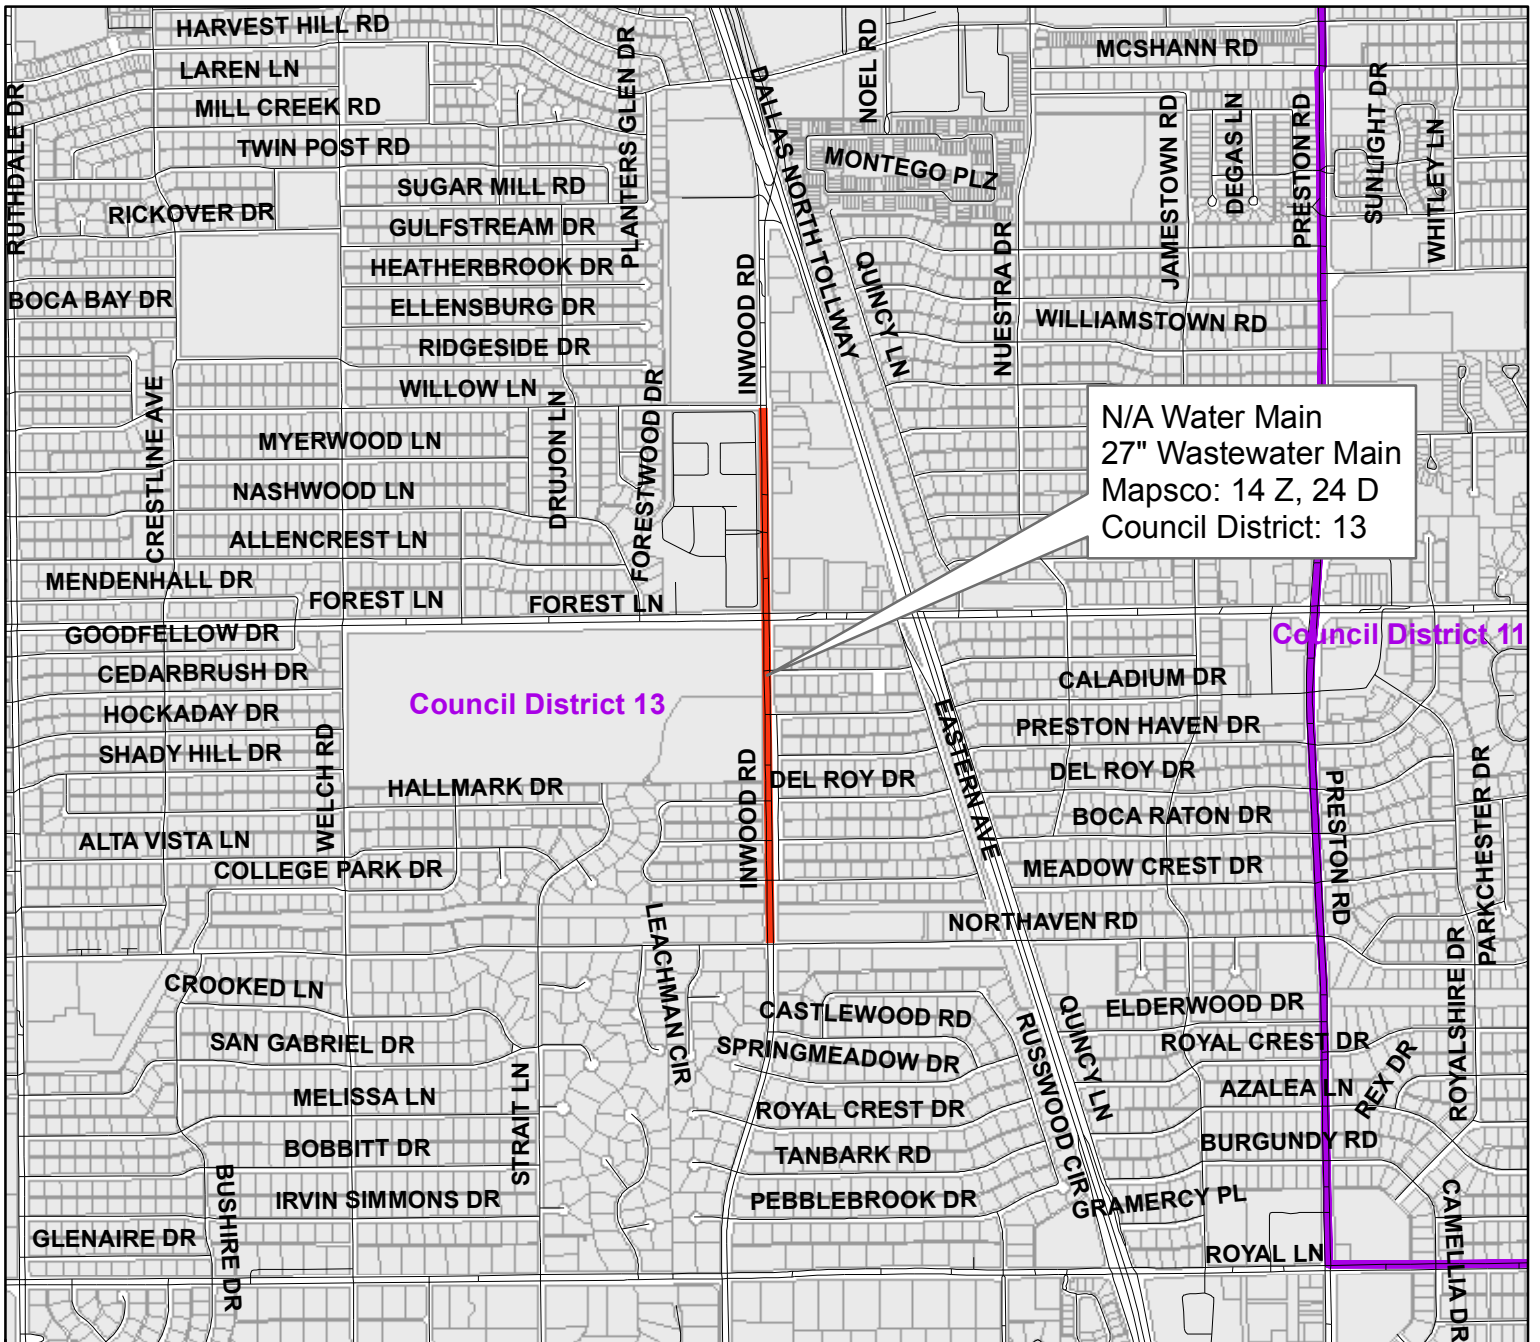 HARVEST HILL RD
LAREN LN
MILL CREEK RD
TWIN POST RD
SUGAR MILL RD
RICKOVER DR
GULFSTREAM DR
HEATHERBROOK DR
BOCA BAY DR
ELLENSBURG DR
RIDGESIDE DR
WILLOW LN
RUTHDALE DR
PLANTERS GLEN DR
DALLAS NORTH TOLLWAY
NOEL RD
MCSHANN RD
MONTEGO PLZ
JAMESTOWN RD
DEGAS LN
PRESTON RD
SUNLIGHT DR
WHITLEY LN
INWOOD RD
QUINCY LN
NUESTRA DR
WILLIAMSTOWN RD
N/A Water Main
27" Wastewater Main
Mapsco: 14 Z, 24 D
Council District: 13
CRESTLINE AVE
MYERWOOD LN
NASHWOOD LN
ALLENCREST LN
DRUJON LN
FORESTWOOD DR
MENDENHALL DR
FOREST LN
FOREST LN
GOODFELLOW DR
CEDARBRUSH DR
HOCKADAY DR
SHADY HILL DR
WELCH RD
Council District 13
Council District 11
CALADIUM DR
PRESTON HAVEN DR
EASTERN AVE
DEL ROY DR
DEL ROY DR
HALLMARK DR
INWOOD RD
BOCA RATON DR
ALTA VISTA LN
COLLEGE PARK DR
MEADOW CREST DR
PRESTON RD
PARKCHESTER DR
NORTHAVEN RD
LEACHMAN CIR
ROYALSHIRE DR
CROOKED LN
CASTLEWOOD RD
ELDERWOOD DR
SAN GABRIEL DR
SPRINGMEADOW DR
RUSSWOOD CIR
QUINCY LN
ROYAL CREST DR
MELISSA LN
STRAIT LN
ROYAL CREST DR
AZALEA LN
REX DR
BOBBITT DR
TANBARK RD
BURGUNDY RD
IRVIN SIMMONS DR
PEBBLEBROOK DR
GRAMERCY PL
GLENAIRE DR
BUSHIRE DR
ROYAL LN
CAMELLIA DR